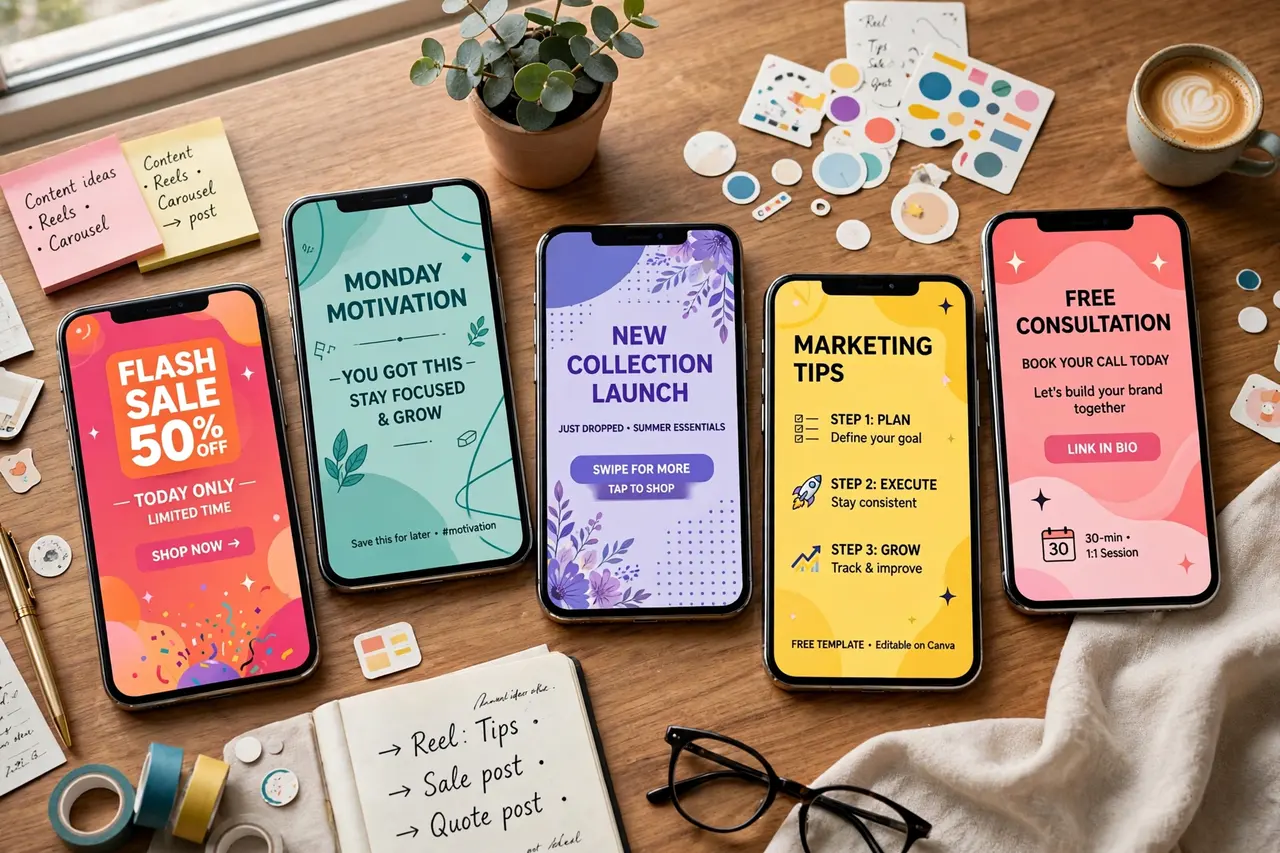 Content ideas
• Reels •
• Carousel
Content
• Reels •
Carousel
→ post
Reel
Tips
FLASH
SALE
50%
OFF
— TODAY ONLY —
LIMITED TIME
SHOP NOW →
MONDAY
MOTIVATION
–YOU GOT THIS–
STAY FOCUSED
& GROW
Save this for later • #motivation
NEW
COLLECTION
LAUNCH
JUST DROPPED • SUMMER ESSENTIALS
SWIPE FOR MORE
TAP TO SHOP
MARKETING
TIPS
STEP 1: PLAN
Define your goal
STEP 2: EXECUTE
Stay consistent
STEP 3: GROW
Track & improve
FREE TEMPLATE • Editable on Canva
FREE
CONSULTATION
BOOK YOUR CALL TODAY
Let's build your brand
together
LINK IN BIO
30
30-min •
1:1 Session
→ Reel: Tips •
→ Sale post •
→ Quote post •